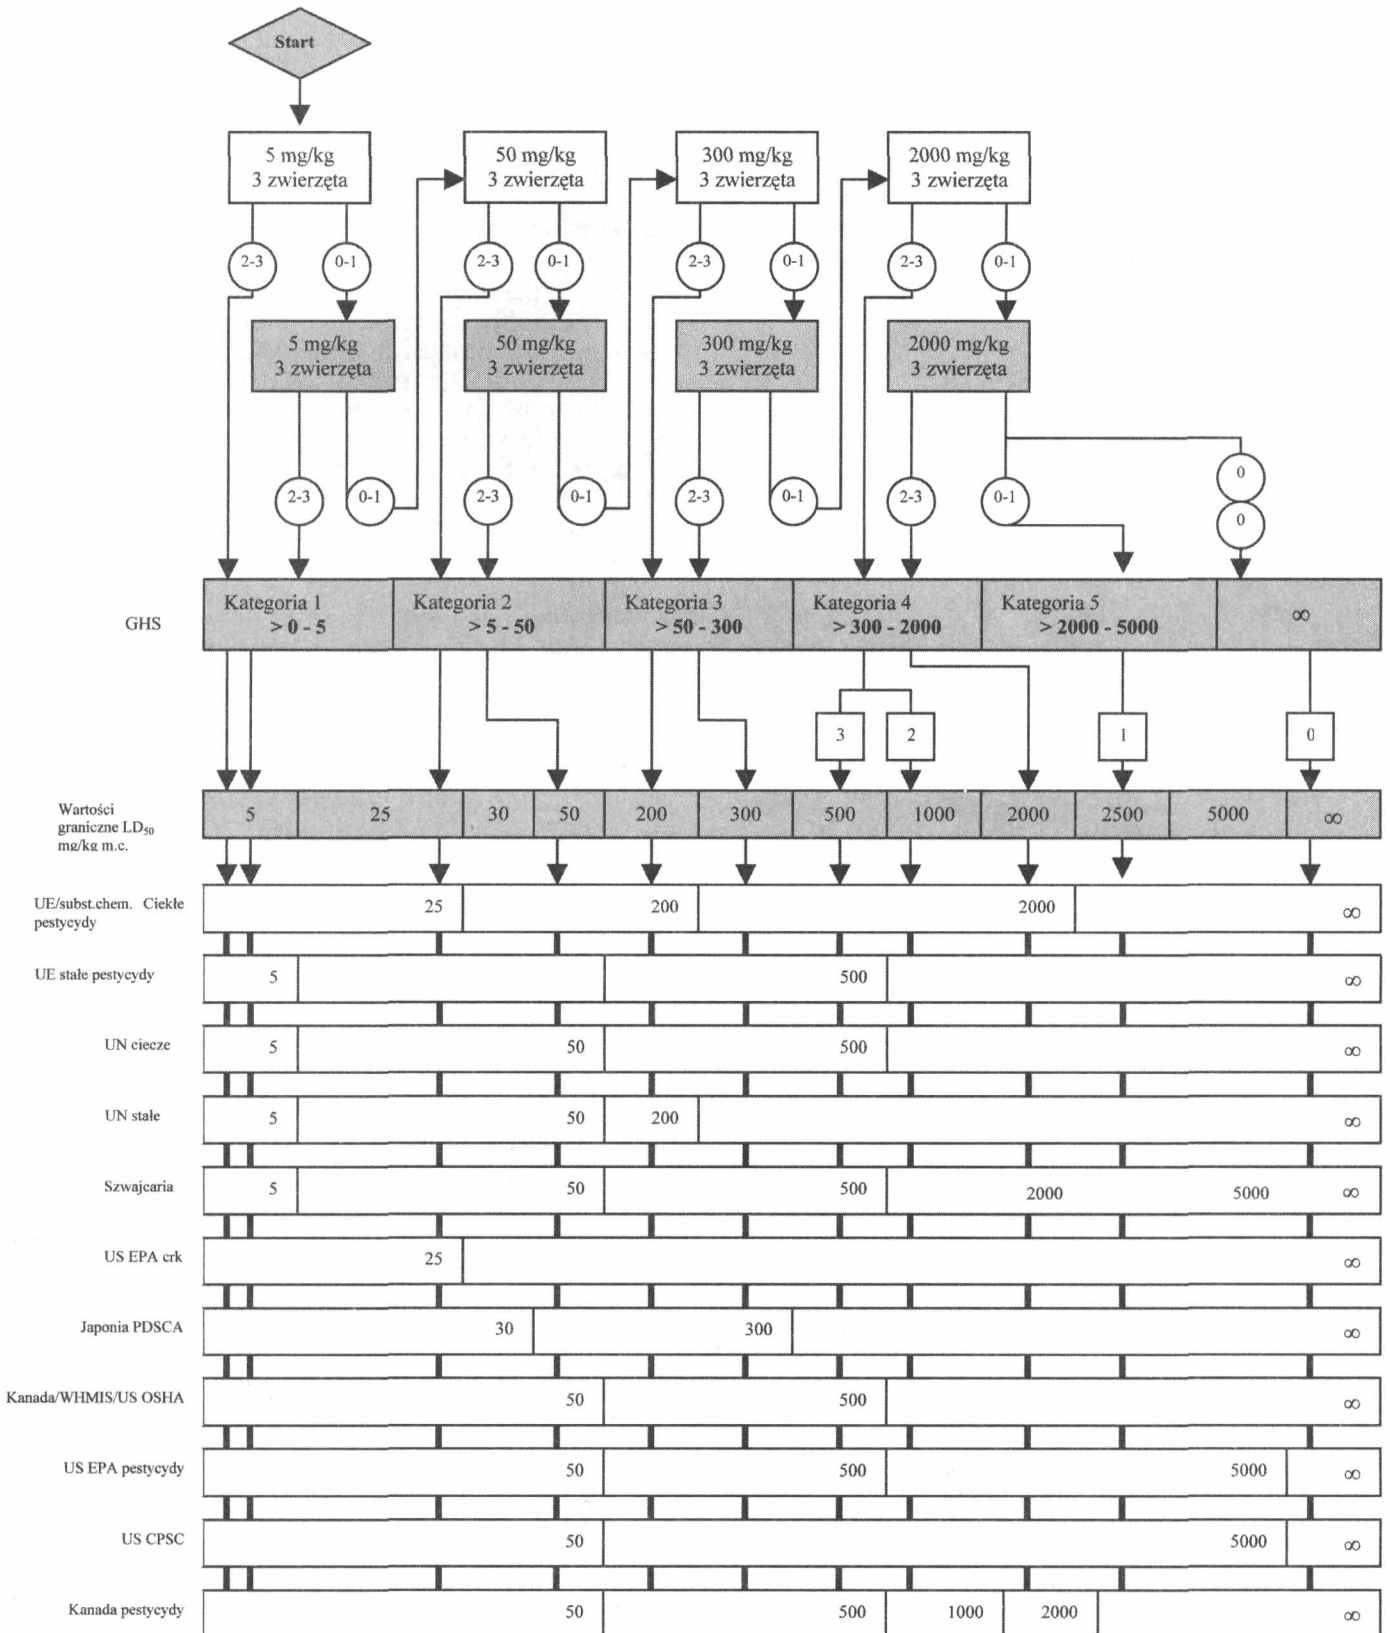 Start
5 mg/kg
3 zwierzęta
50 mg/kg
3 zwierzęta
300 mg/kg
3 zwierzęta
2000 mg/kg
3 zwierzęta
2-3 0-1 2-3 0-1 2-3 0-1 2-3 0-1
5 mg/kg
3 zwierzęta
50 mg/kg
3 zwierzęta
300 mg/kg
3 zwierzęta
2000 mg/kg
3 zwierzęta
0
2-3 0-1 2-3 0-1 2-3 0-1 2-3 0-1
0
GHS
Kategoria 1
> 0 - 5
Kategoria 2
> 5 - 50
Kategoria 3
> 50 - 300
Kategoria 4
> 300 - 2000
Kategoria 5
> 2000 - 5000
∞
3 2 1 0
Wartości
graniczne LD50
mg/kg m.c.
5 25 30 50 200 300 500 1000 2000 2500 5000 ∞
UE/subst.chem. Ciekłe
pestycydy
25 200 2000 ∞
UE stałe pestycydy 5 500 ∞
UN ciecze 5 50 500 ∞
UN stałe 5 50 200 ∞
Szwajcaria 5 50 500 2000 5000 ∞
US EPA crk 25 ∞
Japonia PDSCA 30 300 ∞
Kanada/WHMIS/US OSHA 50 500 ∞
US EPA pestycydy 50 500 5000 ∞
US CPSC 50 5000 ∞
Kanada pestycydy 50 500 1000 2000 ∞